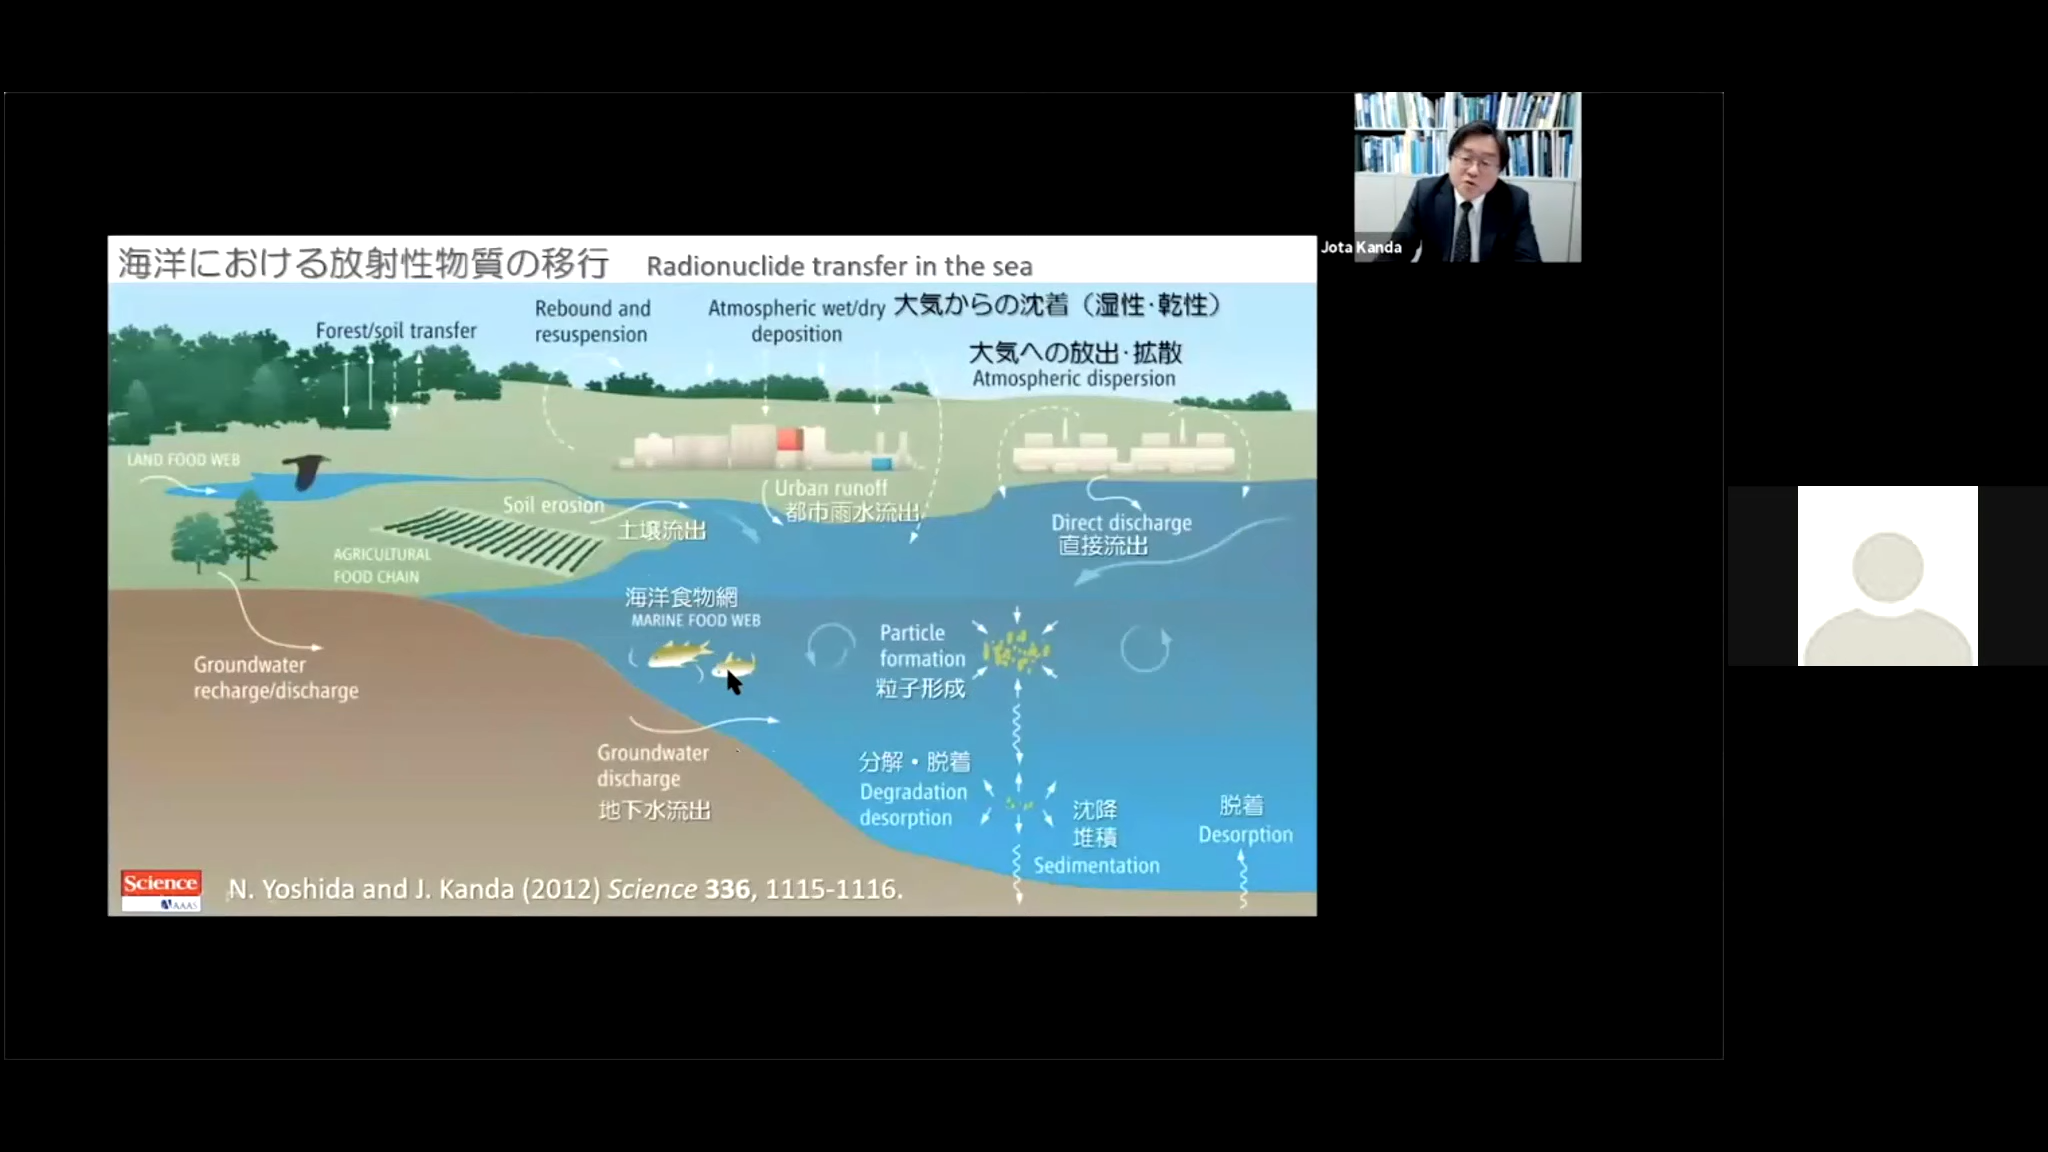 Jota Kanda
海洋における放射性物質の移行 Radionuclide transfer in the sea
Forest/soil transfer
Rebound and
resuspension
Atmospheric wet/dry
deposition
大気からの沈着（湿性・乾性）
大気への放出・拡散
Atmospheric dispersion
LAND FOOD WEB
Soil erosion
土壌流出
Urban runoff
都市雨水流出
Direct discharge
直接流出
AGRICULTURAL
FOOD CHAIN
海洋食物網
MARINE FOOD WEB
Particle
formation
粒子形成
Groundwater
recharge/discharge
Groundwater
discharge
地下水流出
分解・脱着
Degradation
desorption
沈降
堆積
Sedimentation
脱着
Desorption
Science
AAAS
N. Yoshida and J. Kanda (2012) Science 336, 1115-1116.